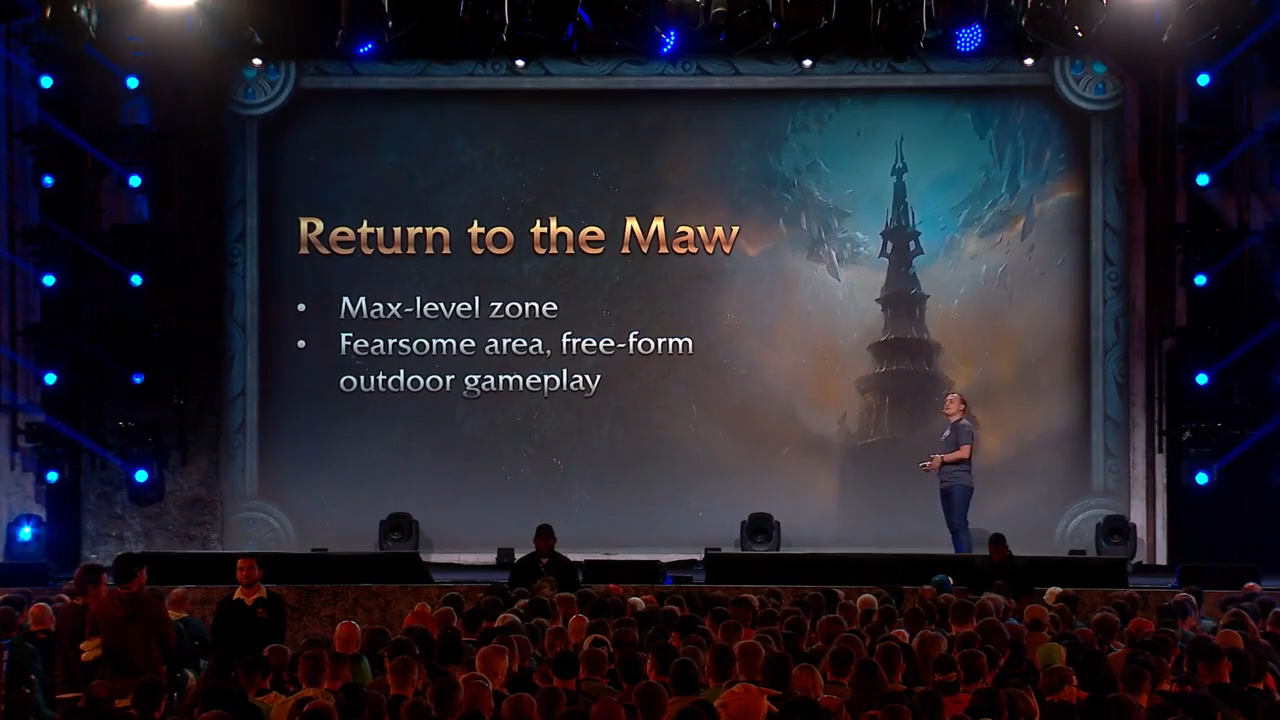 Return to the Maw
• Max-level zone
• Fearsome area, free-form
outdoor gameplay